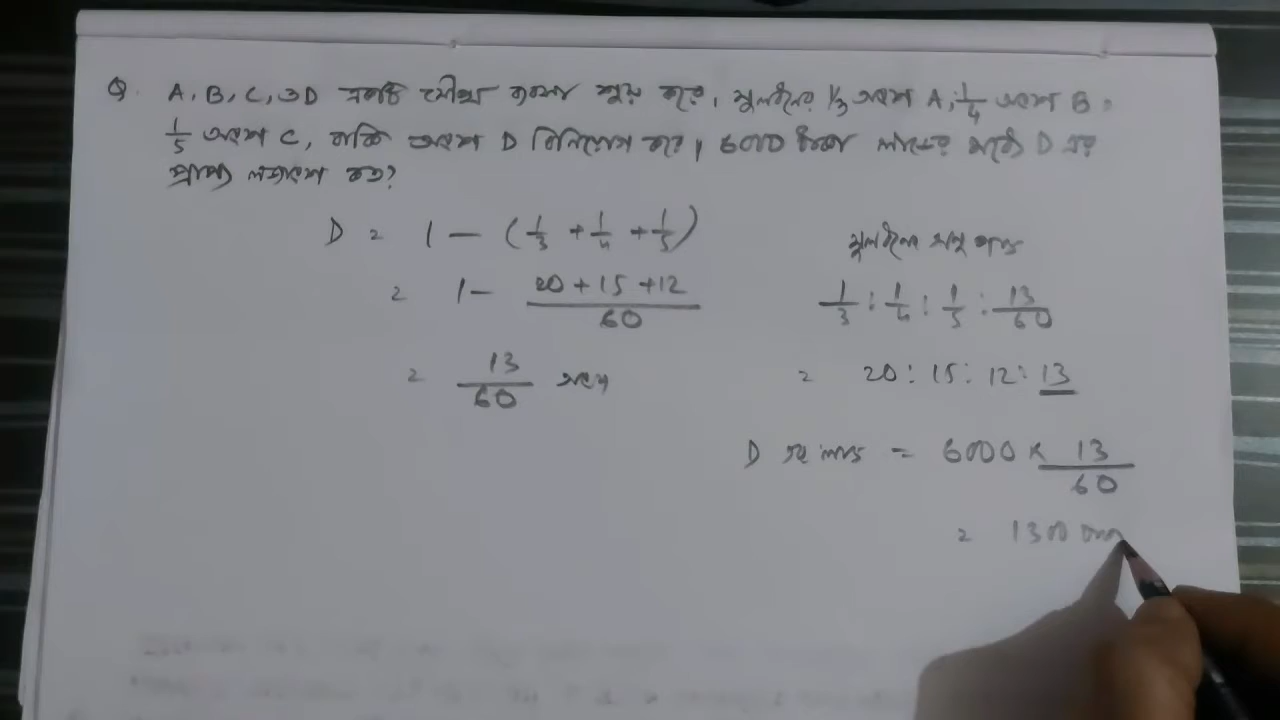 Q. A, B, C, ও D একটি যৌথ ব্যবসা শুরু করে। মূলধনের 1/3 অংশ A, 1/4 অংশ B,
1/5 অংশ C, বাকি অংশ D বিনিয়োগ করে। 6000 টাকা লাভের মধ্যে D এর
প্রাপ্য লভ্যাংশ কত?
D = 1 - (1/3 + 1/4 + 1/5)
= 1 - (20 + 15 + 12)/60
= 13/60 অংশ
মূলধনের অনুপাত
1/3 : 1/4 : 1/5 : 13/60
= 20 : 15 : 12 : 13
D এর লাভ = 6000 × 13/60
= 1300